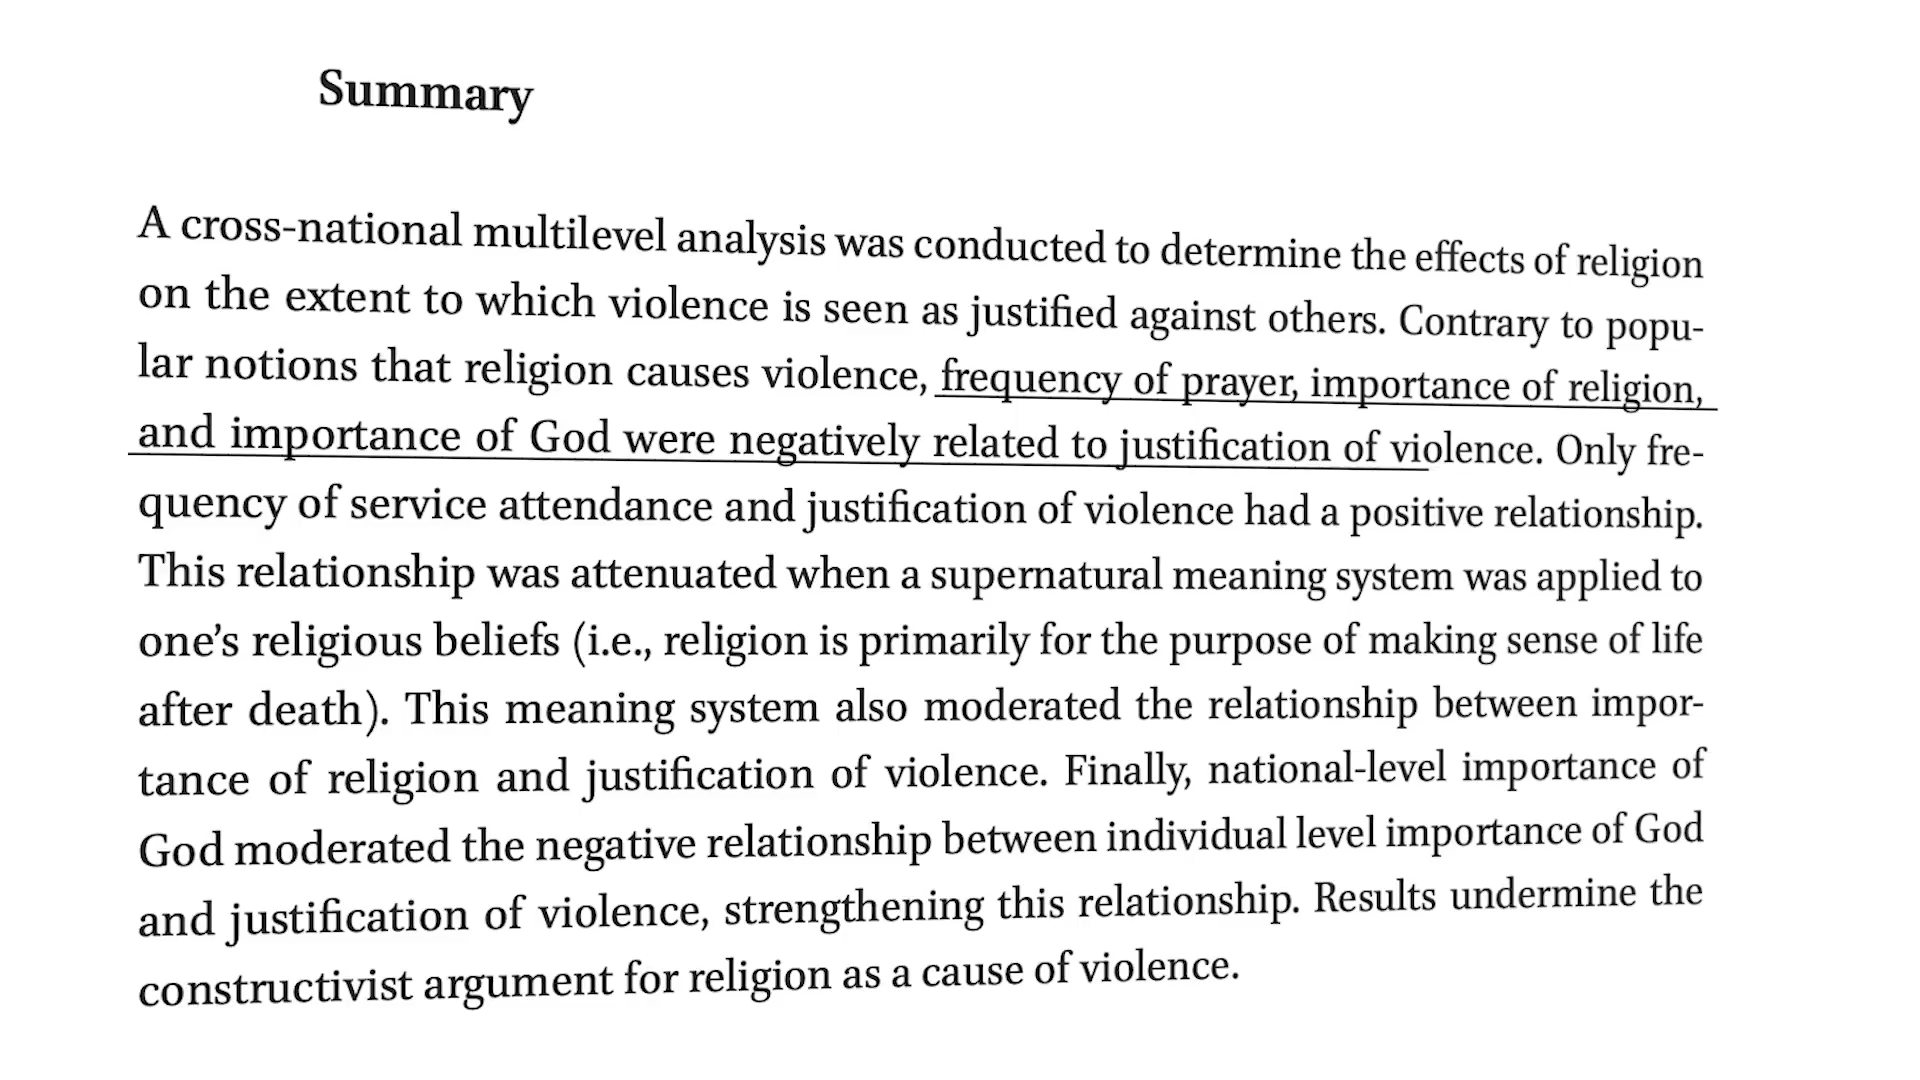 Summary
A cross-national multilevel analysis was conducted to determine the effects of religion
on the extent to which violence is seen as justified against others. Contrary to popu-
lar notions that religion causes violence, frequency of prayer, importance of religion,
and importance of God were negatively related to justification of violence. Only fre-
quency of service attendance and justification of violence had a positive relationship.
This relationship was attenuated when a supernatural meaning system was applied to
one’s religious beliefs (i.e., religion is primarily for the purpose of making sense of life
after death). This meaning system also moderated the relationship between impor-
tance of religion and justification of violence. Finally, national-level importance of
God moderated the negative relationship between individual level importance of God
and justification of violence, strengthening this relationship. Results undermine the
constructivist argument for religion as a cause of violence.